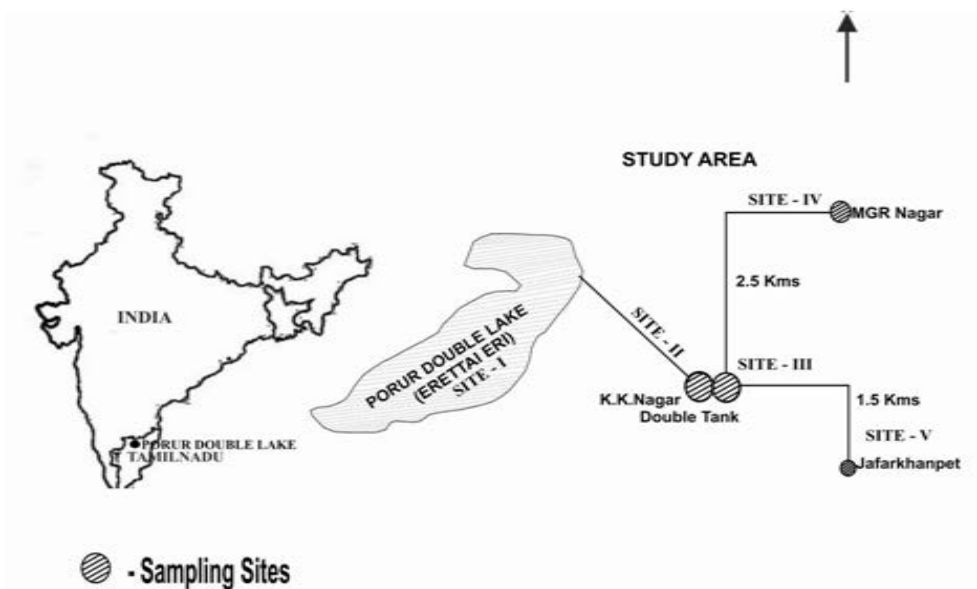 STUDY AREA
SITE - IV
MGR Nagar
2.5 Kms
INDIA
PORUR DOUBLE LAKE
(ERETTAI ERI)
SITE - I
SITE - II
SITE - III
K.K.Nagar
Double Tank
1.5 Kms
SITE - V
Jafarkhanpet
PORUR DOUBLE LAKE
TAMILNADU
- Sampling Sites